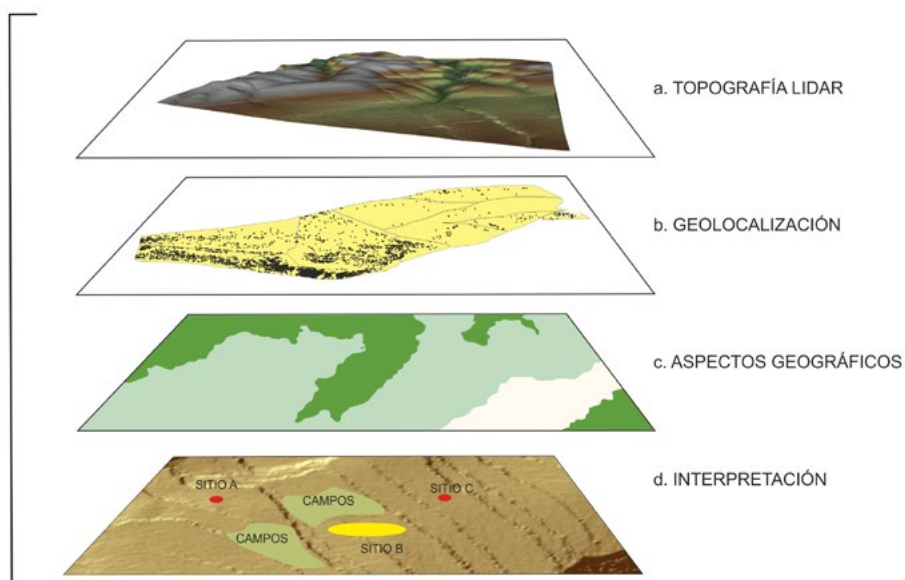 a. TOPOGRAFÍA LIDAR
b. GEOLOCALIZACIÓN
c. ASPECTOS GEOGRÁFICOS
d. INTERPRETACIÓN
SITIO A
SITIO C
CAMPOS
CAMPOS
SITIO B